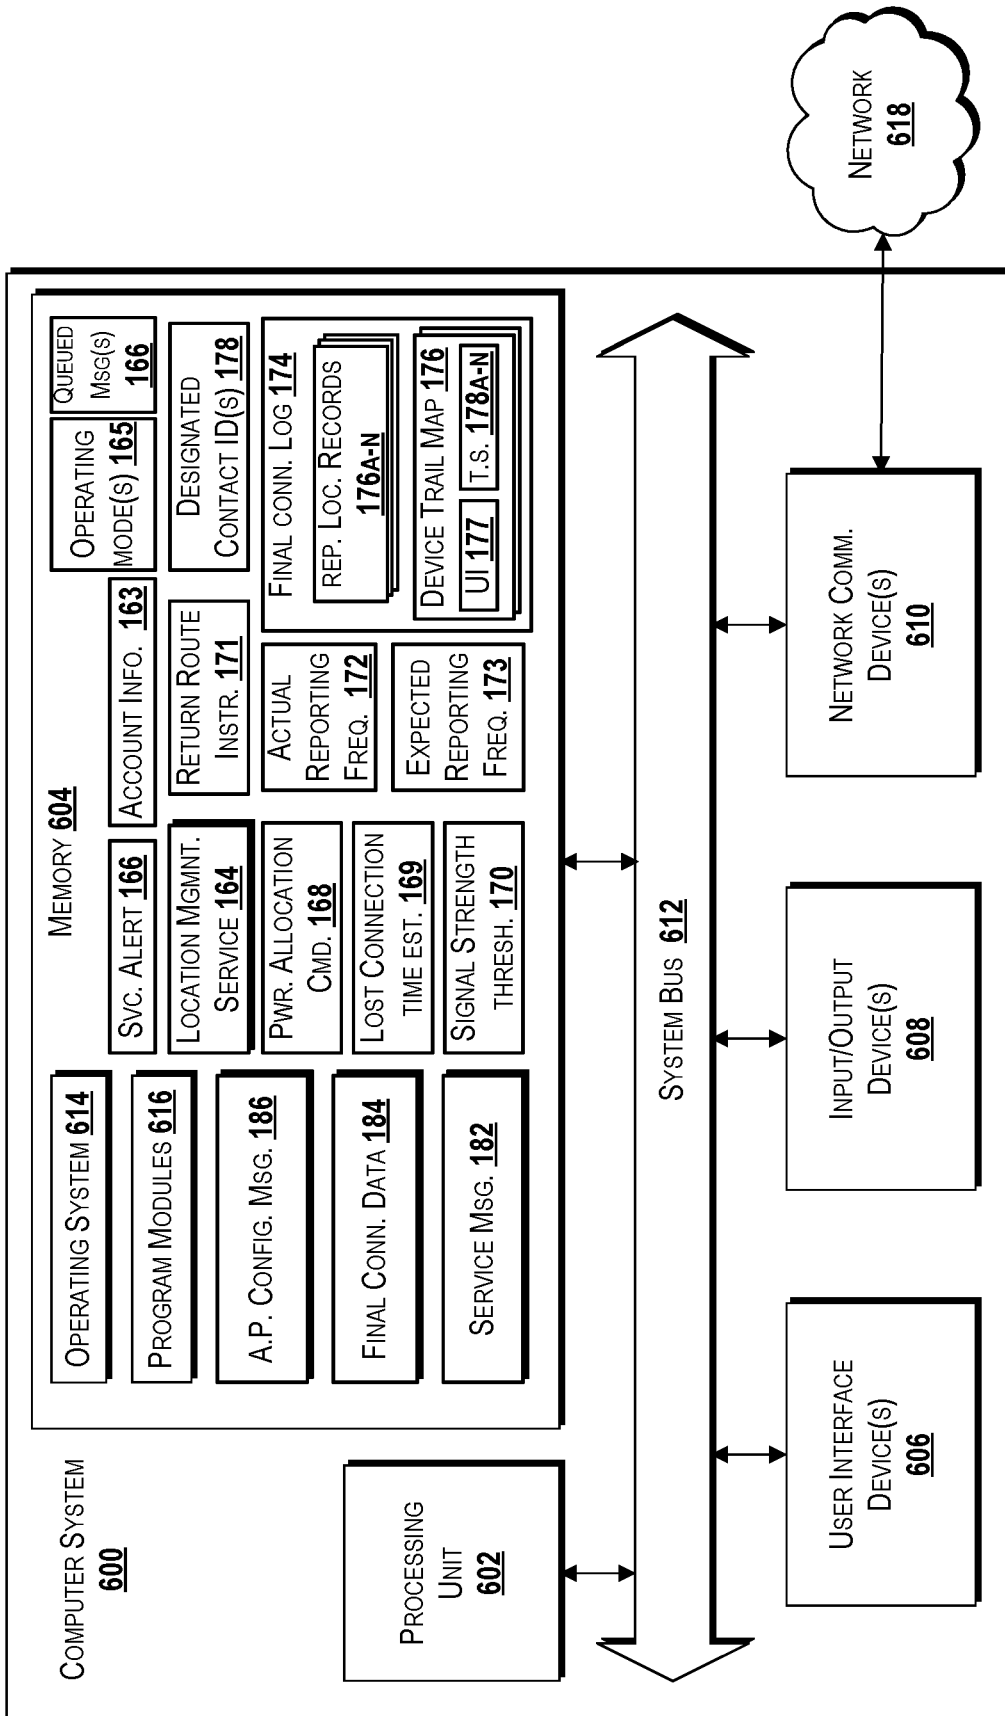 COMPUTER SYSTEM
600
PROCESSING
UNIT
602
MEMORY 604
OPERATING SYSTEM 614
PROGRAM MODULES 616
A.P. CONFIG. MSG. 186
FINAL CONN. DATA 184
SERVICE MSG. 182
SVC. ALERT 166
ACCOUNT INFO. 163
OPERATING
MODE(S) 165
QUEUED
MSG(S)
166
LOCATION MGMNT.
SERVICE 164
RETURN ROUTE
INSTR. 171
DESIGNATED
CONTACT ID(S) 178
PWR. ALLOCATION
CMD. 168
ACTUAL
REPORTING
FREQ. 172
LOST CONNECTION
TIME EST. 169
SIGNAL STRENGTH
THRESH. 170
EXPECTED
REPORTING
FREQ. 173
FINAL CONN. LOG 174
REP. LOC. RECORDS
176A-N
DEVICE TRAIL MAP 176
UI 177
T.S. 178A-N
SYSTEM BUS 612
USER INTERFACE
DEVICE(S)
606
INPUT/OUTPUT
DEVICE(S)
608
NETWORK COMM.
DEVICE(S)
610
NETWORK
618